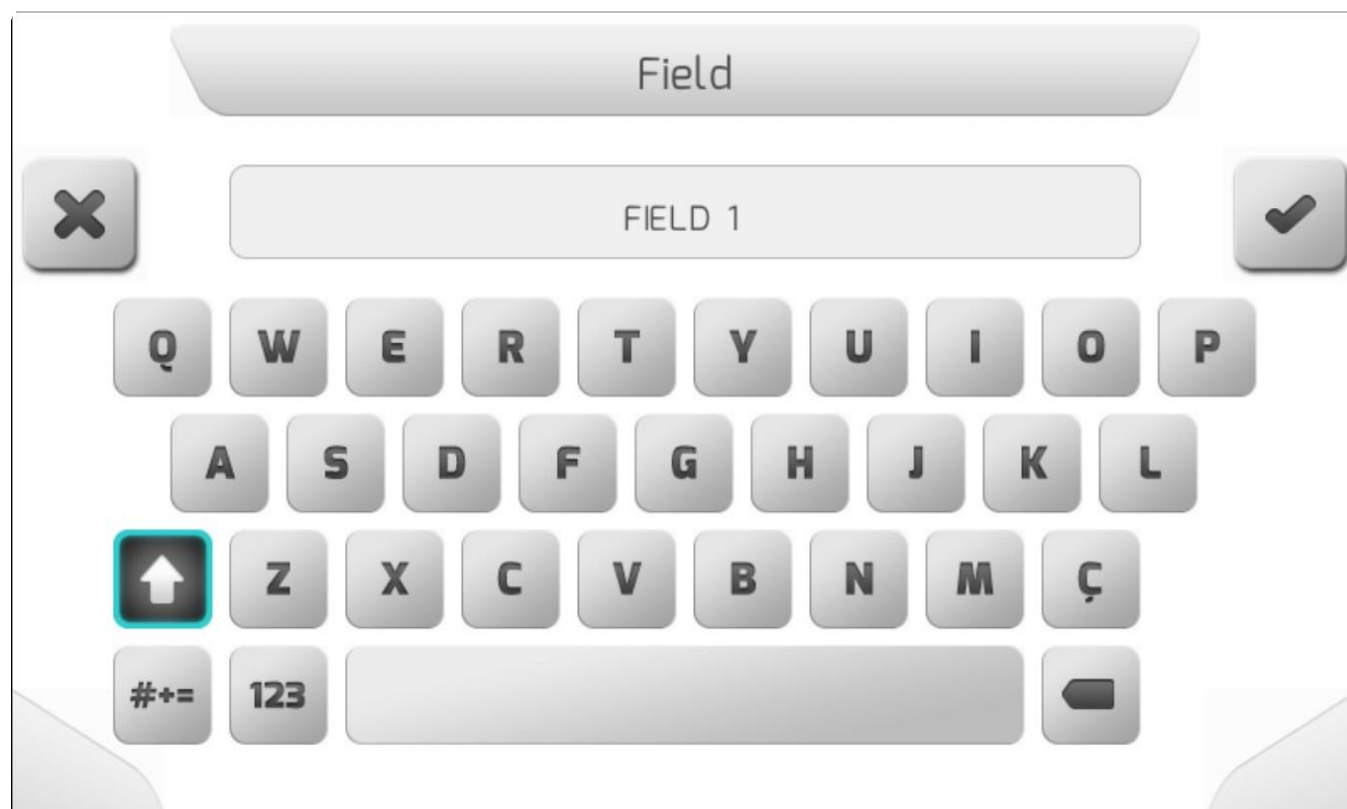 Field
FIELD 1
Q W E R T Y U I O P
A S D F G H J K L
Z X C V B N M Ç
#+= 123